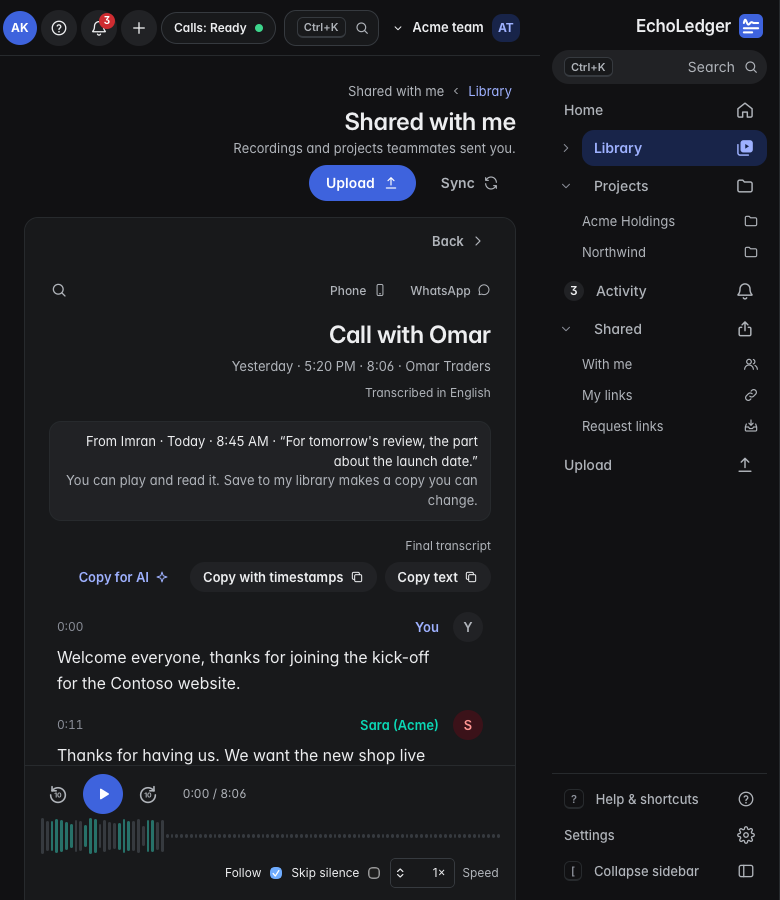 EchoLedger
Search Ctrl+K
Home
Library
Projects
Acme Holdings
Northwind
Activity 3
Shared
With me
My links
Request links
Upload
Help & shortcuts ?
Settings
Collapse sidebar [
AT Acme team
Ctrl+K
Calls: Ready
3
AK
Library › Shared with me
Shared with me
Recordings and projects teammates sent you.
Upload Sync
Back
WhatsApp Phone
Call with Omar
Yesterday · 5:20 PM · 8:06 · Omar Traders
Transcribed in English
From Imran · Today · 8:45 AM · “For tomorrow's review, the part
about the launch date.”
You can play and read it. Save to my library makes a copy you can
change.
Final transcript
Copy text Copy with timestamps Copy for AI
Y You 0:00
Welcome everyone, thanks for joining the kick-off
for the Contoso website.
S Sara (Acme) 0:11
Thanks for having us. We want the new shop live
10 10 0:00 / 8:06
Speed 1× Skip silence Follow